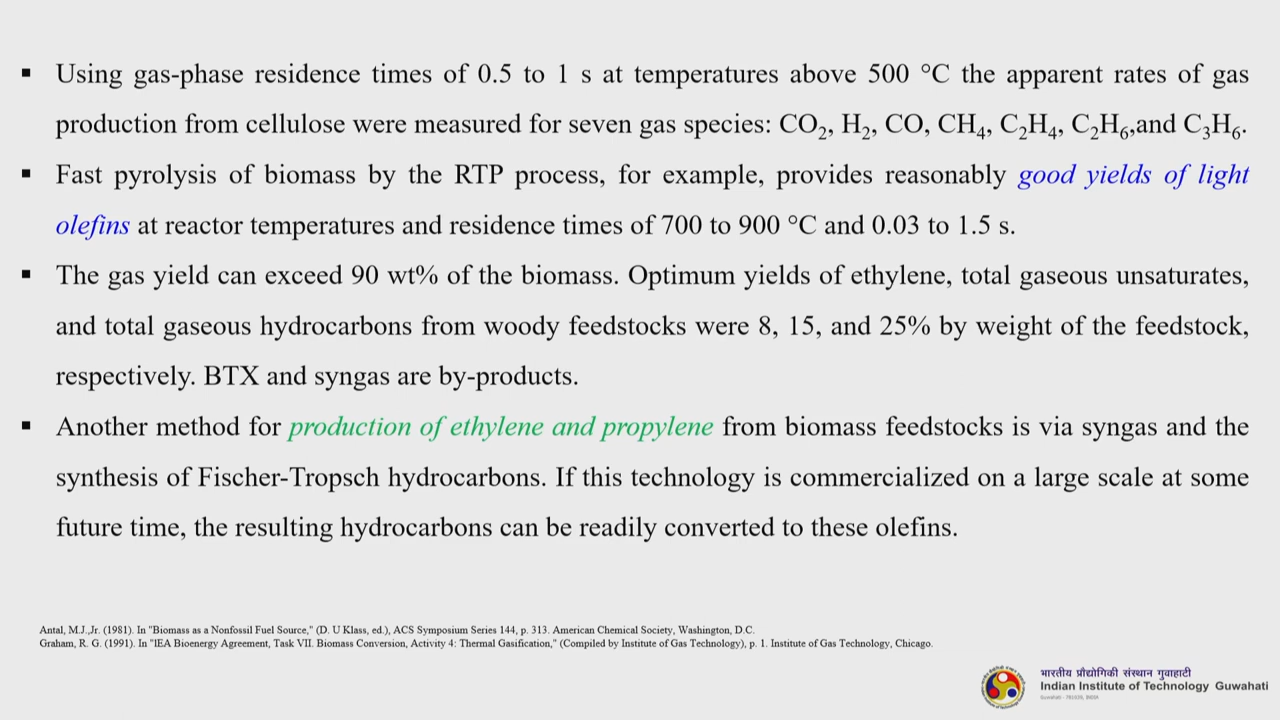 ▪ Using gas-phase residence times of 0.5 to 1 s at temperatures above 500 °C the apparent rates of gas
production from cellulose were measured for seven gas species: CO₂, H₂, CO, CH₄, C₂H₄, C₂H₆,and C₃H₆.
▪ Fast pyrolysis of biomass by the RTP process, for example, provides reasonably good yields of light
olefins at reactor temperatures and residence times of 700 to 900 °C and 0.03 to 1.5 s.
▪ The gas yield can exceed 90 wt% of the biomass. Optimum yields of ethylene, total gaseous unsaturates,
and total gaseous hydrocarbons from woody feedstocks were 8, 15, and 25% by weight of the feedstock,
respectively. BTX and syngas are by-products.
▪ Another method for production of ethylene and propylene from biomass feedstocks is via syngas and the
synthesis of Fischer-Tropsch hydrocarbons. If this technology is commercialized on a large scale at some
future time, the resulting hydrocarbons can be readily converted to these olefins.
Antal, M.J.,Jr. (1981). In "Biomass as a Nonfossil Fuel Source," (D. U Klass, ed.), ACS Symposium Series 144, p. 313. American Chemical Society, Washington, D.C.
Graham, R. G. (1991). In "IEA Bioenergy Agreement, Task VII. Biomass Conversion, Activity 4: Thermal Gasification," (Compiled by Institute of Gas Technology), p. 1. Institute of Gas Technology, Chicago.
भारतीय प्रौद्योगिकी संस्थान गुवाहाटी
Indian Institute of Technology Guwahati
Guwahati - 781039, INDIA